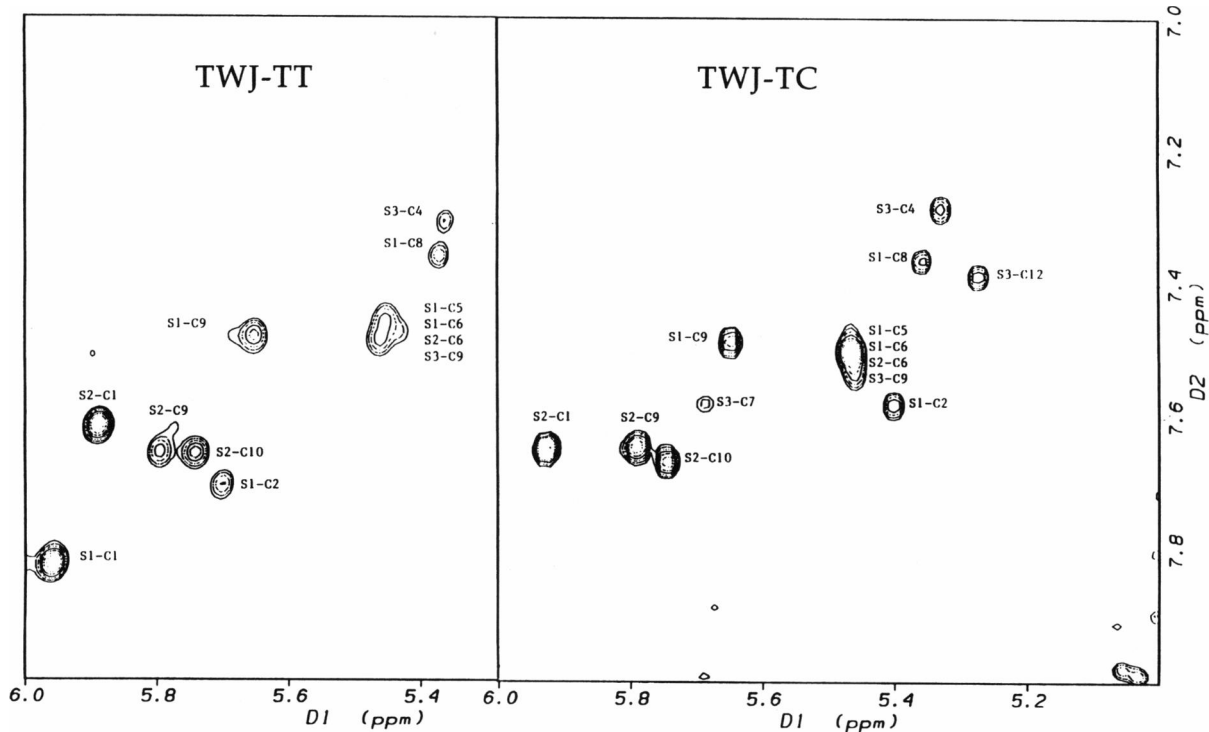 TWJ-TT
S3-C4
S1-C8
S1-C9
S1-C5
S1-C6
S2-C6
S3-C9
S2-C1
S2-C9
S2-C10
S1-C2
S1-C1
6.0
5.8
5.6
5.4
D1 (ppm)
TWJ-TC
S3-C4
S1-C8
S3-C12
S1-C9
S1-C5
S1-C6
S2-C6
S3-C9
S3-C7
S1-C2
S2-C1
S2-C9
S2-C10
6.0
5.8
5.6
5.4
5.2
D1 (ppm)
7.0
7.2
7.4
7.6
7.8
D2 (ppm)